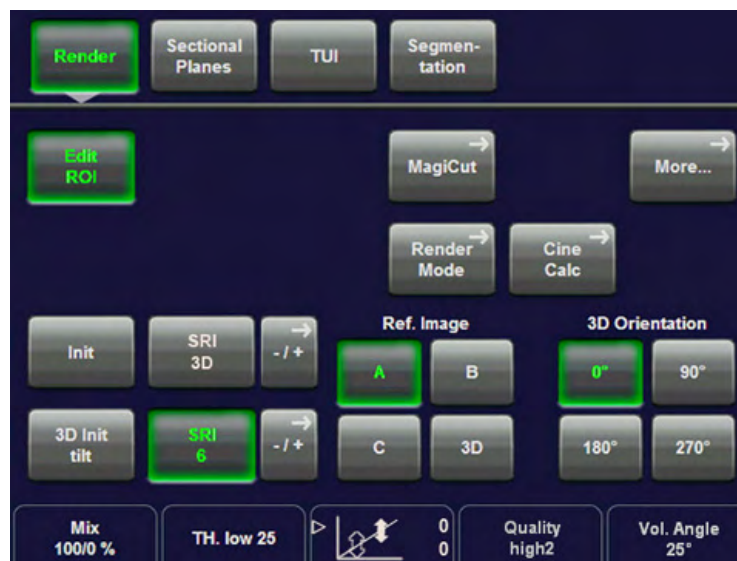 Render
Sectional
Planes
TUI
Segmen-
tation
Edit
ROI
MagiCut
More...
Render
Mode
Cine
Calc
Ref. Image
3D Orientation
Init
SRI
3D
- / +
A
B
0°
90°
3D Init
tilt
SRI
6
- / +
C
3D
180°
270°
Mix
100/0 %
TH. low 25
0
0
Quality
high2
Vol. Angle
25°